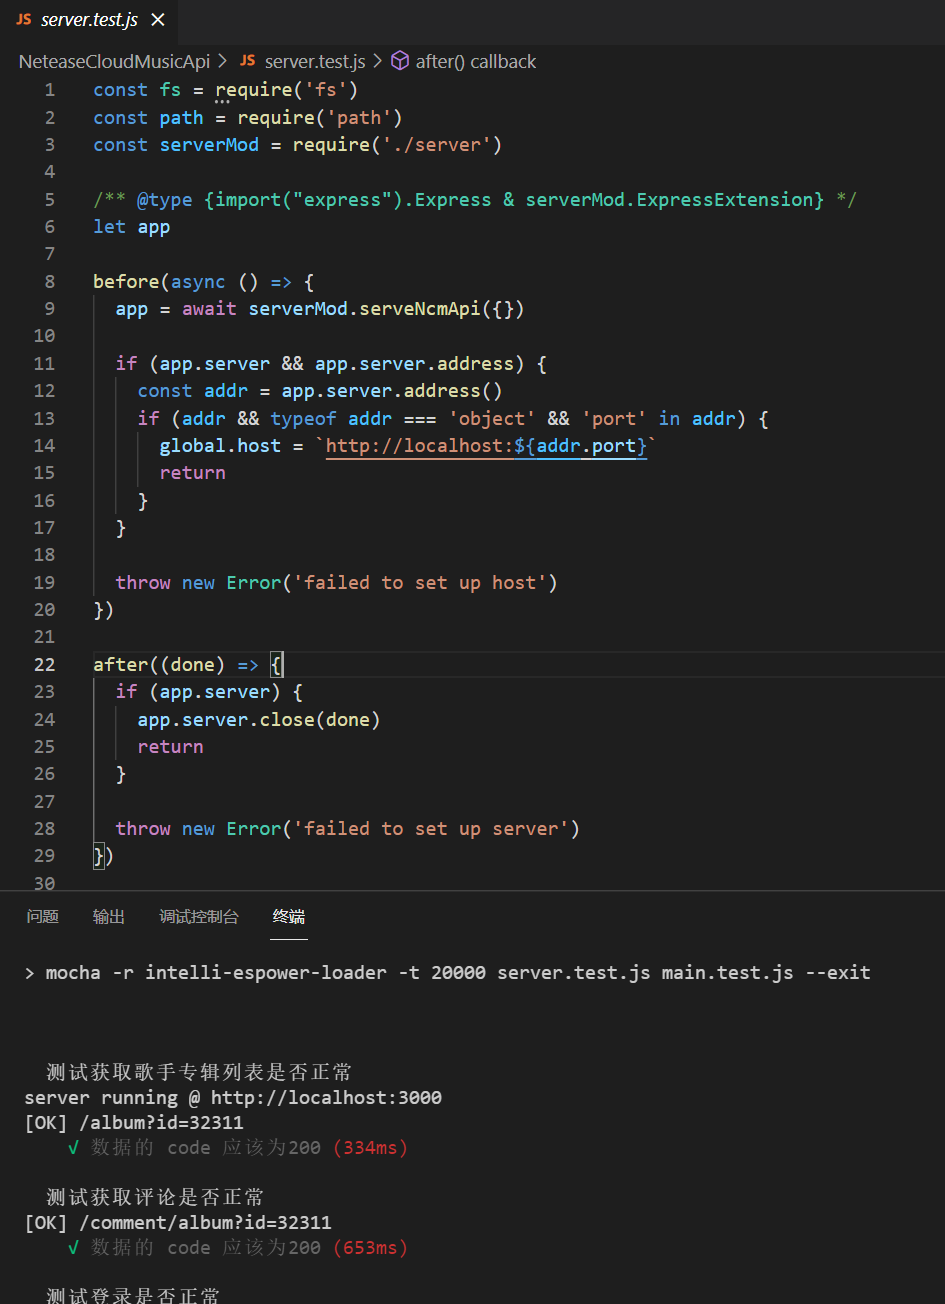 JS server.test.js ×
NeteaseCloudMusicApi > JS server.test.js > after() callback
1 const fs = require('fs')
2 const path = require('path')
3 const serverMod = require('./server')
4
5 /** @type {import("express").Express & serverMod.ExpressExtension} */
6 let app
7
8 before(async () => {
9 app = await serverMod.serveNcmApi({})
10
11 if (app.server && app.server.address) {
12 const addr = app.server.address()
13 if (addr && typeof addr === 'object' && 'port' in addr) {
14 global.host = `http://localhost:${addr.port}`
15 return
16 }
17 }
18
19 throw new Error('failed to set up host')
20 })
21
22 after((done) => {
23 if (app.server) {
24 app.server.close(done)
25 return
26 }
27
28 throw new Error('failed to set up server')
29 })
30
问题 输出 调试控制台 终端
> mocha -r intelli-espower-loader -t 20000 server.test.js main.test.js --exit
测试获取歌手专辑列表是否正常
server running @ http://localhost:3000
[OK] /album?id=32311
√ 数据的 code 应该为200 (334ms)
测试获取评论是否正常
[OK] /comment/album?id=32311
√ 数据的 code 应该为200 (653ms)
测试登录是否正常